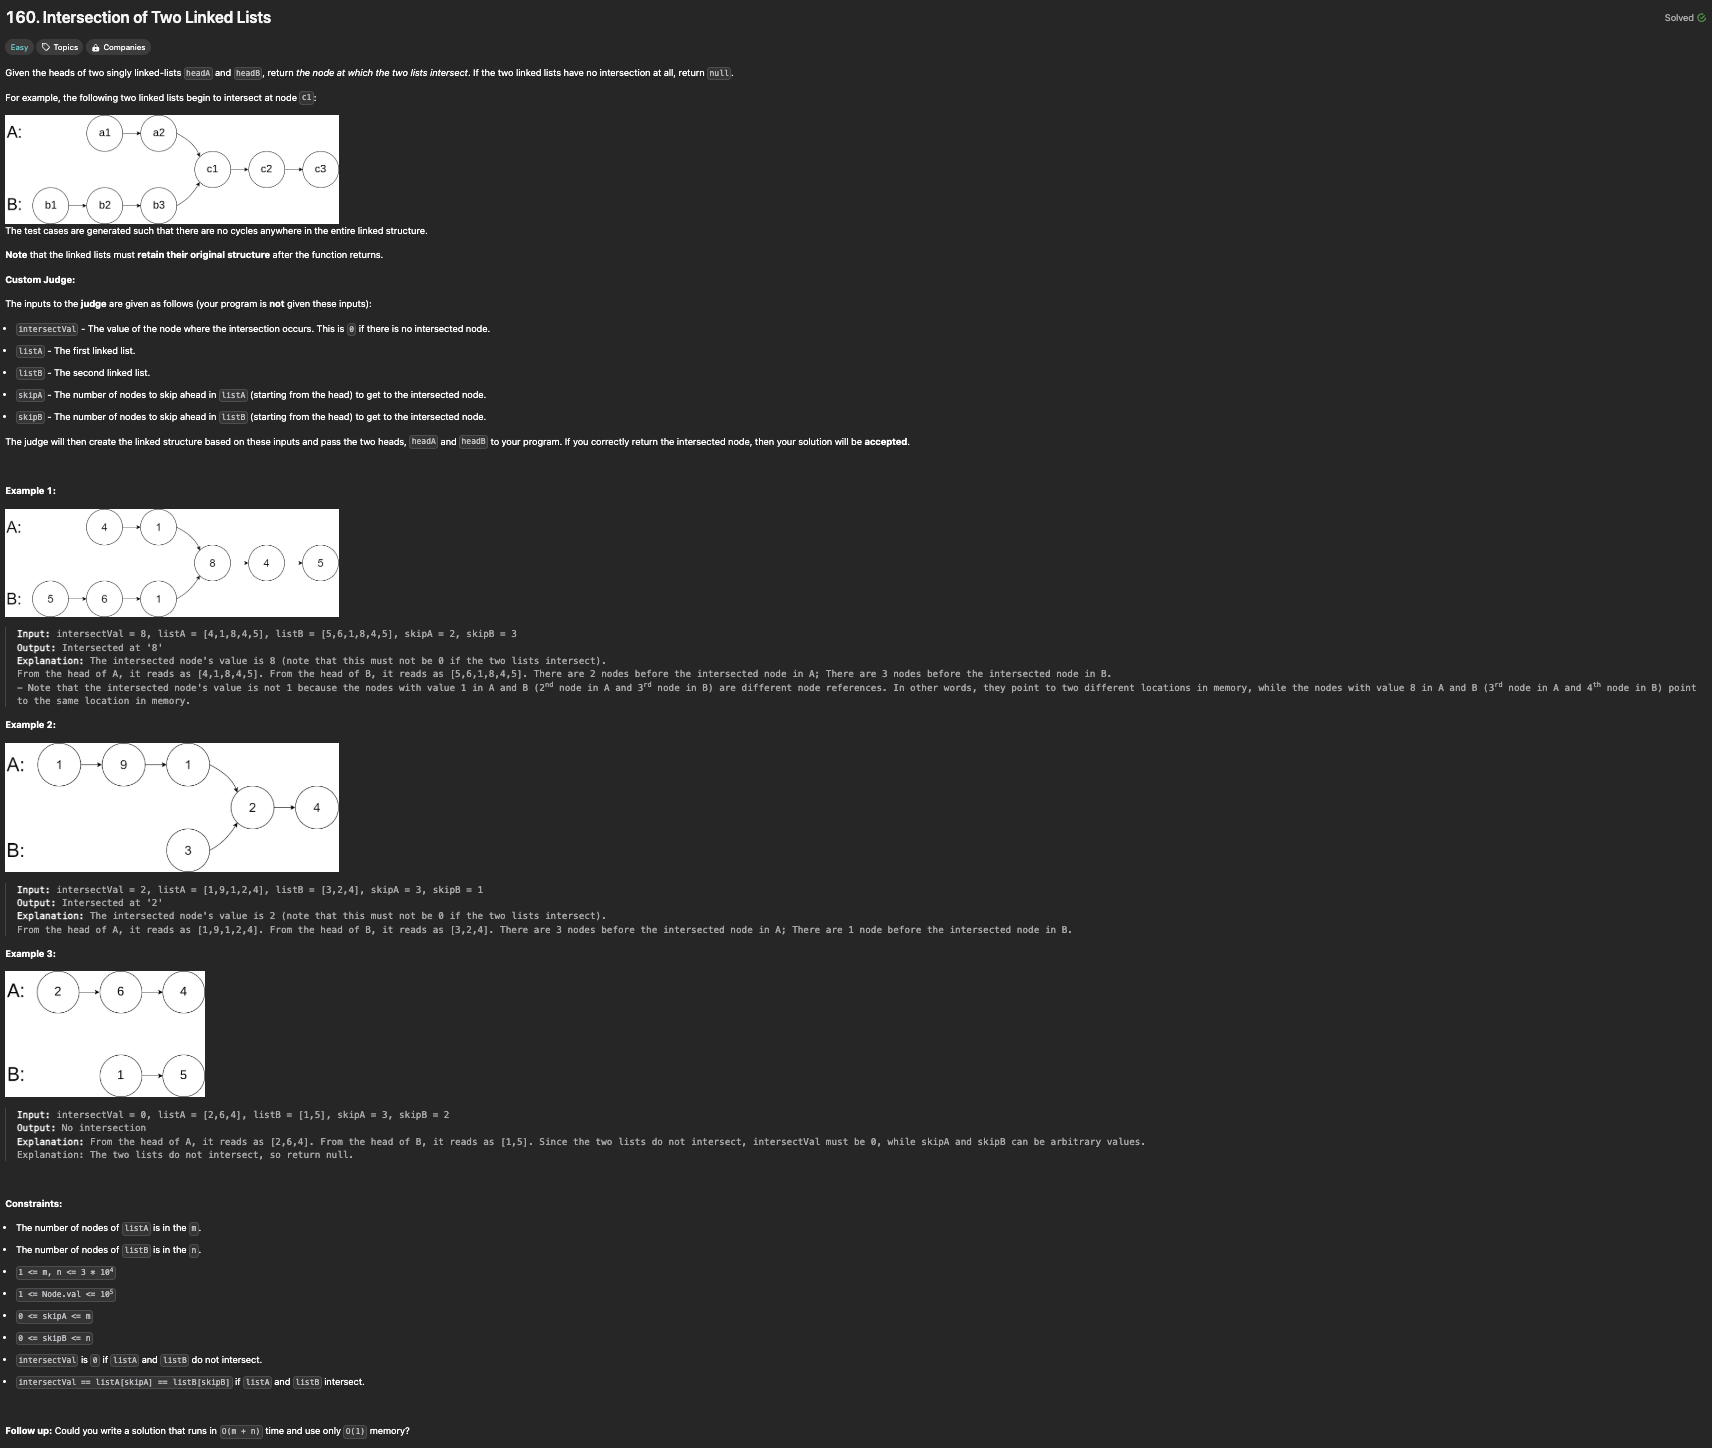 160. Intersection of Two Linked Lists
Solved
Easy Topics Companies
Given the heads of two singly linked-lists headA and headB, return the node at which the two lists intersect. If the two linked lists have no intersection at all, return null.
For example, the following two linked lists begin to intersect at node c1:
A: a1 a2
c1 c2 c3
B: b1 b2 b3
The test cases are generated such that there are no cycles anywhere in the entire linked structure.
Note that the linked lists must retain their original structure after the function returns.
Custom Judge:
The inputs to the judge are given as follows (your program is not given these inputs):
• intersectVal - The value of the node where the intersection occurs. This is 0 if there is no intersected node.
• listA - The first linked list.
• listB - The second linked list.
• skipA - The number of nodes to skip ahead in listA (starting from the head) to get to the intersected node.
• skipB - The number of nodes to skip ahead in listB (starting from the head) to get to the intersected node.
The judge will then create the linked structure based on these inputs and pass the two heads, headA and headB to your program. If you correctly return the intersected node, then your solution will be accepted.
Example 1:
A: 4 1
8 4 5
B: 5 6 1
Input: intersectVal = 8, listA = [4,1,8,4,5], listB = [5,6,1,8,4,5], skipA = 2, skipB = 3
Output: Intersected at '8'
Explanation: The intersected node's value is 8 (note that this must not be 0 if the two lists intersect).
From the head of A, it reads as [4,1,8,4,5]. From the head of B, it reads as [5,6,1,8,4,5]. There are 2 nodes before the intersected node in A; There are 3 nodes before the intersected node in B.
- Note that the intersected node's value is not 1 because the nodes with value 1 in A and B (2nd node in A and 3rd node in B) are different node references. In other words, they point to two different locations in memory, while the nodes with value 8 in A and B (3rd node in A and 4th node in B) point
to the same location in memory.
Example 2:
A: 1 9 1
2 4
B: 3
Input: intersectVal = 2, listA = [1,9,1,2,4], listB = [3,2,4], skipA = 3, skipB = 1
Output: Intersected at '2'
Explanation: The intersected node's value is 2 (note that this must not be 0 if the two lists intersect).
From the head of A, it reads as [1,9,1,2,4]. From the head of B, it reads as [3,2,4]. There are 3 nodes before the intersected node in A; There are 1 node before the intersected node in B.
Example 3:
A: 2 6 4
B: 1 5
Input: intersectVal = 0, listA = [2,6,4], listB = [1,5], skipA = 3, skipB = 2
Output: No intersection
Explanation: From the head of A, it reads as [2,6,4]. From the head of B, it reads as [1,5]. Since the two lists do not intersect, intersectVal must be 0, while skipA and skipB can be arbitrary values.
Explanation: The two lists do not intersect, so return null.
Constraints:
• The number of nodes of listA is in the m.
• The number of nodes of listB is in the n.
• 1 <= m, n <= 3 * 10⁴
• 1 <= Node.val <= 10⁵
• 0 <= skipA <= m
• 0 <= skipB <= n
• intersectVal is 0 if listA and listB do not intersect.
• intersectVal == listA[skipA] == listB[skipB] if listA and listB intersect.
Follow up: Could you write a solution that runs in O(m + n) time and use only O(1) memory?